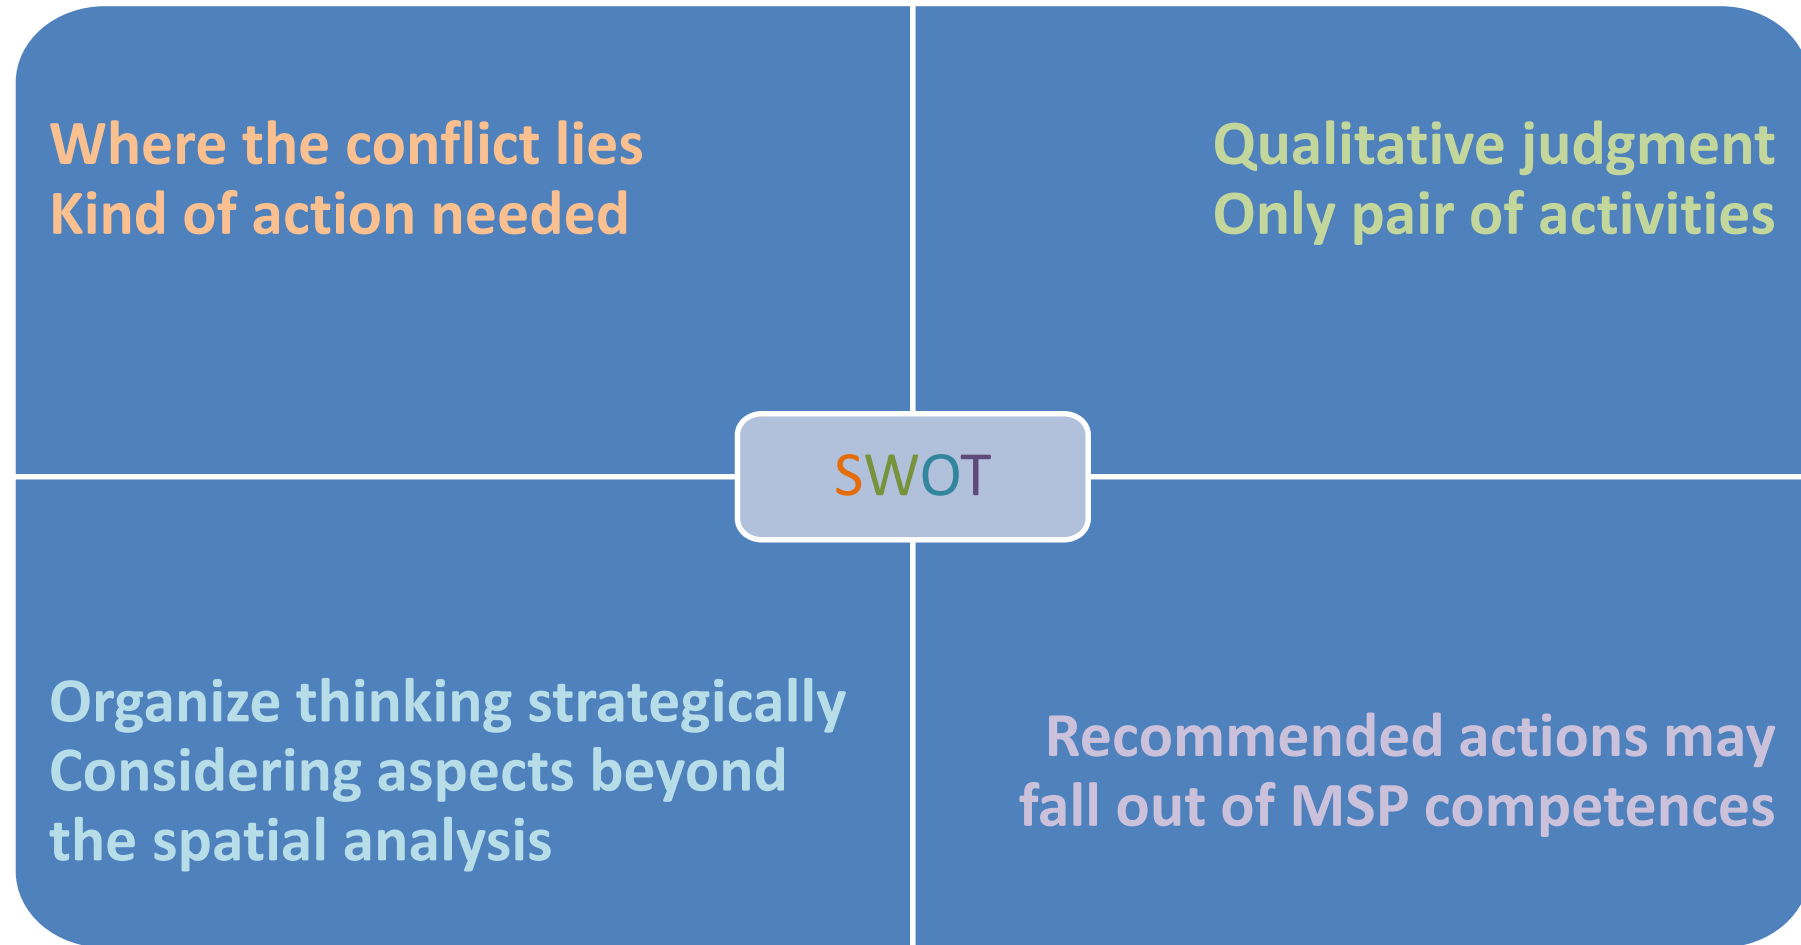 Where the conflict lies
Kind of action needed
Qualitative judgment
Only pair of activities
SWOT
Organize thinking strategically
Considering aspects beyond
the spatial analysis
Recommended actions may
fall out of MSP competences